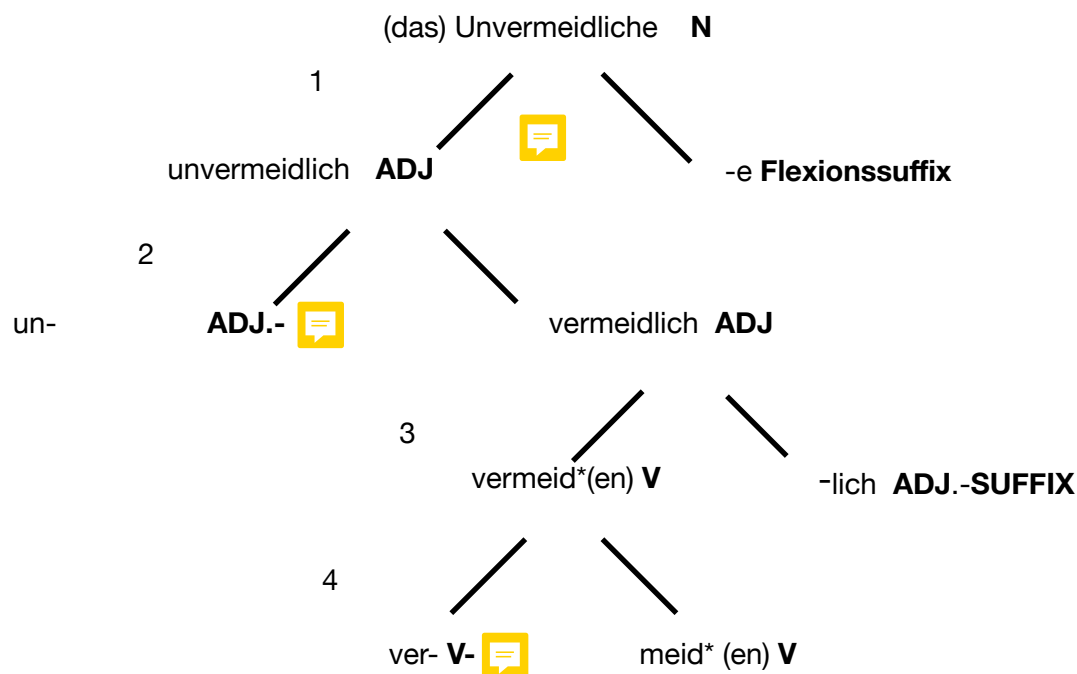 (das) Unvermeidliche N
1
unvermeidlich ADJ
-e Flexionssuffix
2
un- ADJ.-
vermeidlich ADJ
3
vermeid*(en) V
-lich ADJ.-SUFFIX
4
ver- V-
meid* (en) V